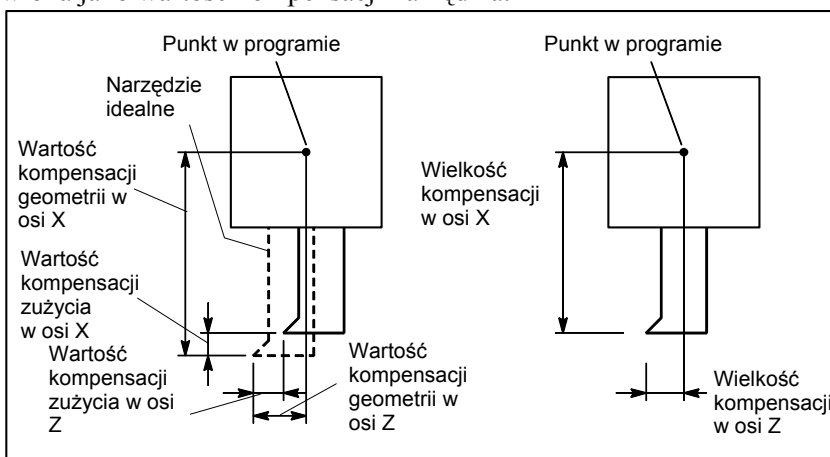 Punkt w programie
Narzędzie
idealne
Wartość
kompensacji
geometrii w
osi X
Wartość
kompensacji
zużycia
w osi X
Wartość
kompensacji
zużycia w osi
Z
Wartość
kompensacji
geometrii w
osi Z
Punkt w programie
Wielkość
kompensacji
w osi X
Wielkość
kompensacji
w osi Z